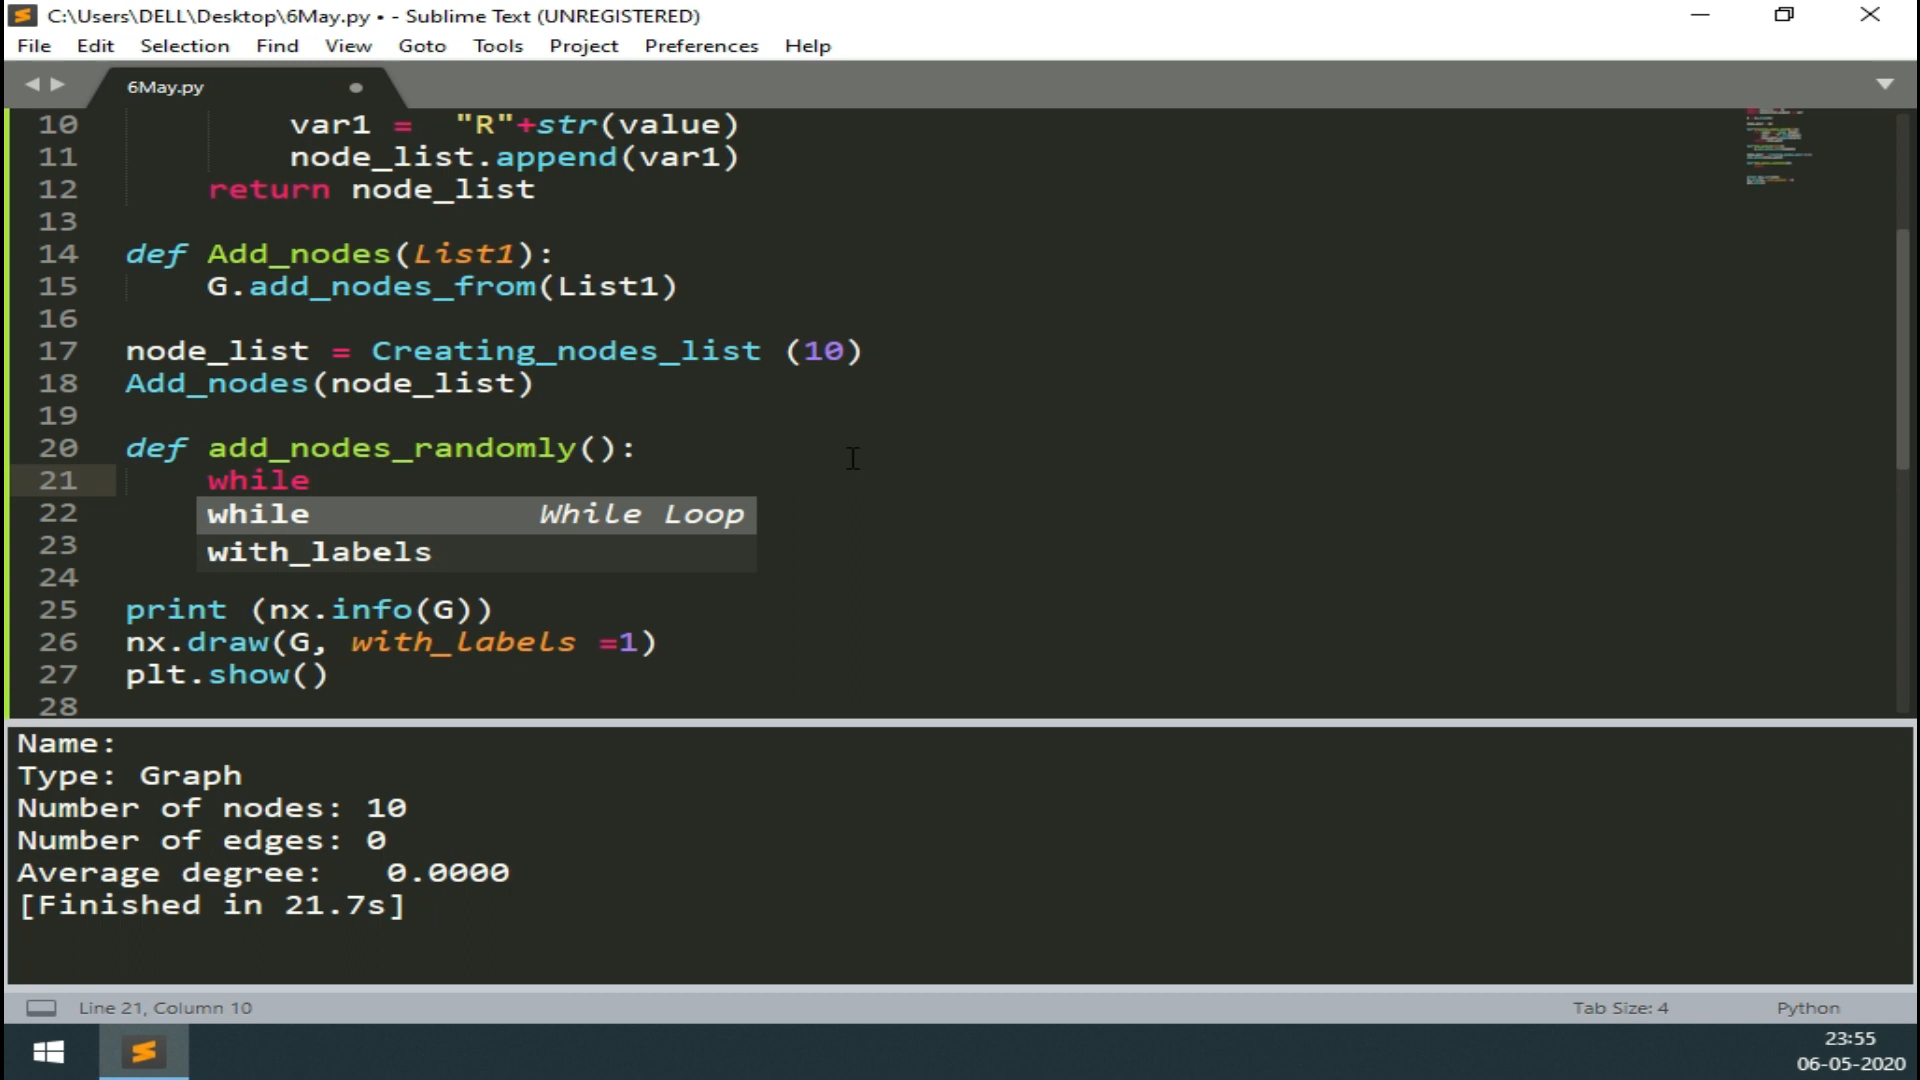 C:\Users\DELL\Desktop\6May.py • - Sublime Text (UNREGISTERED)
File Edit Selection Find View Goto Tools Project Preferences Help
6May.py
10 var1 = "R"+str(value)
11 node_list.append(var1)
12 return node_list
13
14 def Add_nodes(List1):
15 G.add_nodes_from(List1)
16
17 node_list = Creating_nodes_list (10)
18 Add_nodes(node_list)
19
20 def add_nodes_randomly():
21 while
22 while While Loop
23 with_labels
24
25 print (nx.info(G))
26 nx.draw(G, with_labels =1)
27 plt.show()
28
Name:
Type: Graph
Number of nodes: 10
Number of edges: 0
Average degree: 0.0000
[Finished in 21.7s]
Line 21, Column 10 Tab Size: 4 Python
23:55
06-05-2020